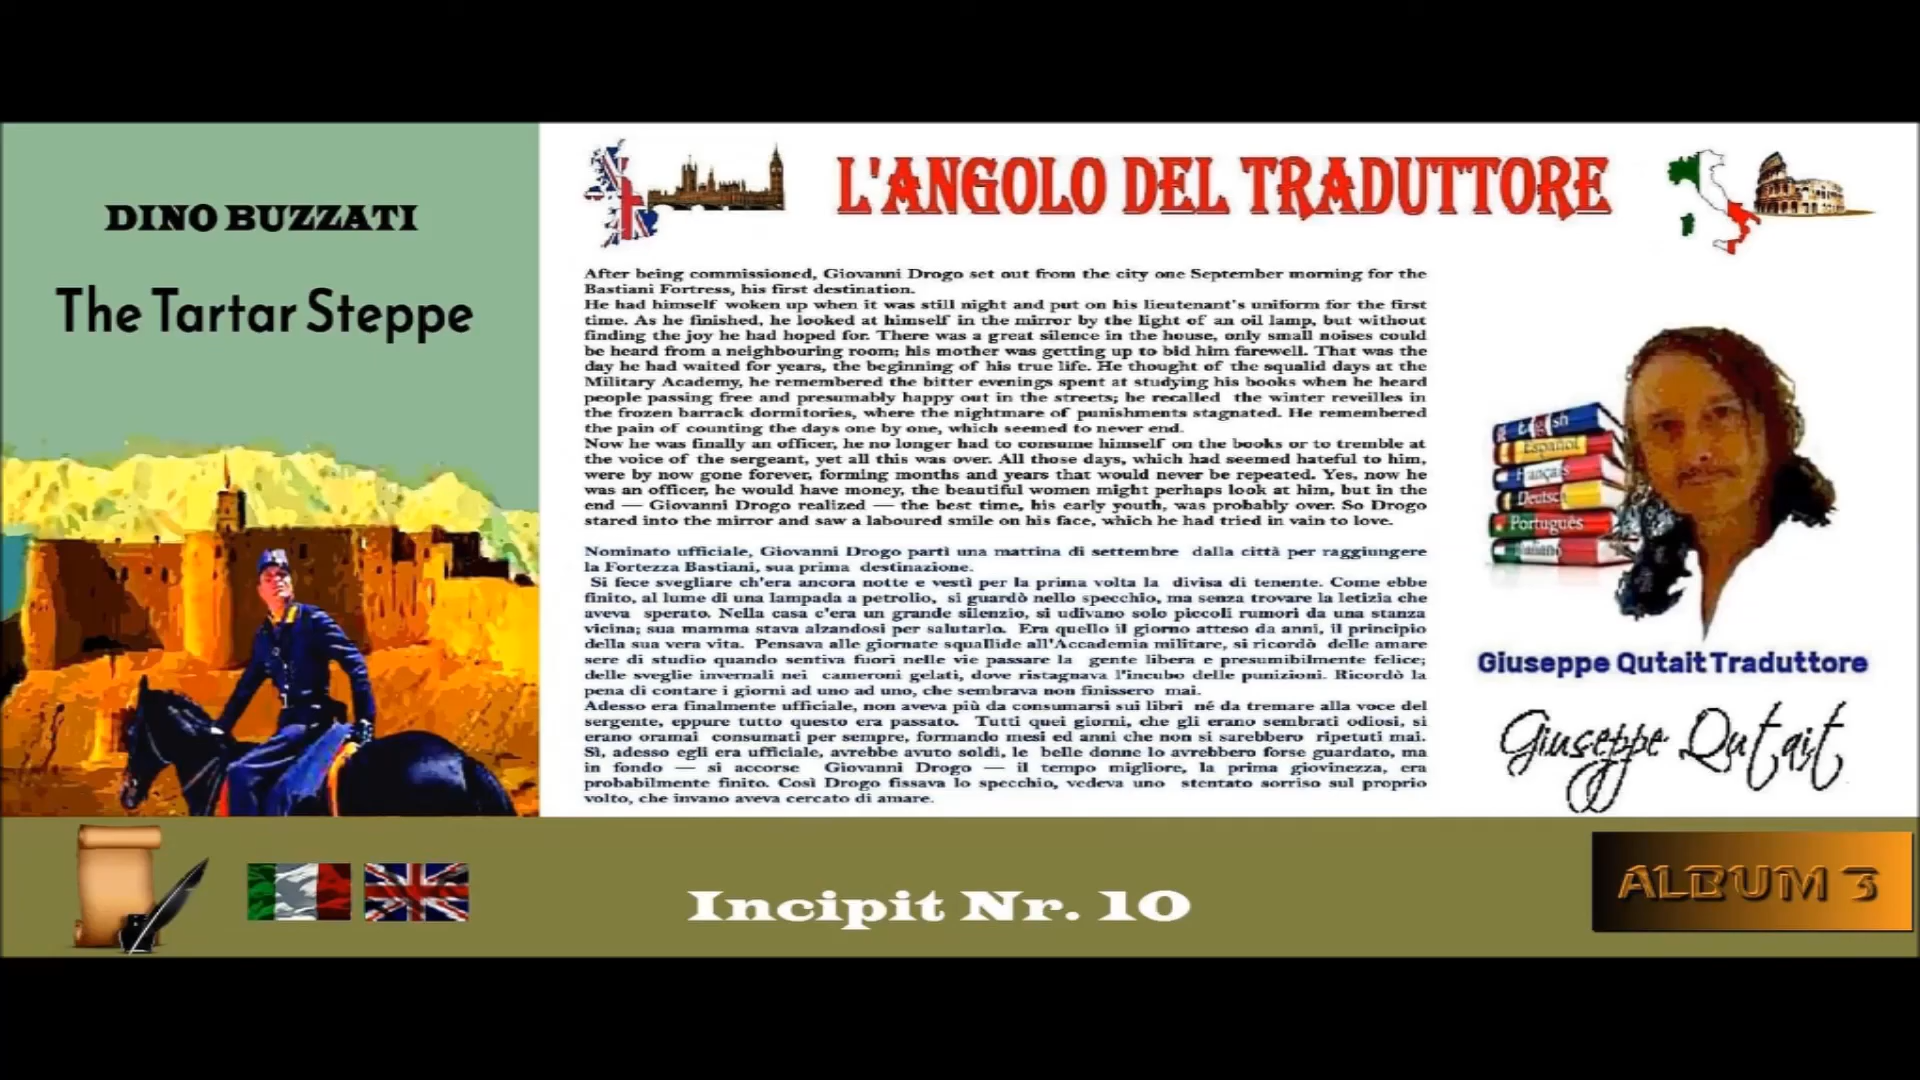 DINO BUZZATI
The Tartar Steppe
L'ANGOLO DEL TRADUTTORE
After being commissioned, Giovanni Drogo set out from the city one September morning for the
Bastiani Fortress, his first destination.
He had himself woken up when it was still night and put on his lieutenant's uniform for the first
time. As he finished, he looked at himself in the mirror by the light of an oil lamp, but without
finding the joy he had hoped for. There was a great silence in the house, only small noises could
be heard from a neighbouring room; his mother was getting up to bid him farewell. That was the
day he had waited for years, the beginning of his true life. He thought of the squalid days at the
Military Academy, he remembered the bitter evenings spent at studying his books when he heard
people passing free and presumably happy out in the streets; he recalled the winter reveilles in
the frozen barrack dormitories, where the nightmare of punishments stagnated. He remembered
the pain of counting the days one by one, which seemed to never end.
Now he was finally an officer, he no longer had to consume himself on the books or to tremble at
the voice of the sergeant, yet all this was over. All those days, which had seemed hateful to him,
were by now gone forever, forming months and years that would never be repeated. Yes, now he
was an officer, he would have money, the beautiful women might perhaps look at him, but in the
end — Giovanni Drogo realized — the best time, his early youth, was probably over. So Drogo
stared into the mirror and saw a laboured smile on his face, which he had tried in vain to love.
Nominato ufficiale, Giovanni Drogo partì una mattina di settembre dalla città per raggiungere
la Fortezza Bastiani, sua prima destinazione.
Si fece svegliare ch'era ancora notte e vestì per la prima volta la divisa di tenente. Come ebbe
finito, al lume di una lampada a petrolio, si guardò nello specchio, ma senza trovare la letizia che
aveva sperato. Nella casa c'era un grande silenzio, si udivano solo piccoli rumori da una stanza
vicina; sua mamma stava alzandosi per salutarlo. Era quello il giorno atteso da anni, il principio
della sua vera vita. Pensava alle giornate squallide all'Accademia militare, si ricordò delle amare
sere di studio quando sentiva fuori nelle vie passare la gente libera e presumibilmente felice;
delle sveglie invernali nei cameroni gelati, dove ristagnava l'incubo delle punizioni. Ricordò la
pena di contare i giorni ad uno ad uno, che sembrava non finissero mai.
Adesso era finalmente ufficiale, non aveva più da consumarsi sui libri né da tremare alla voce del
sergente, eppure tutto questo era passato. Tutti quei giorni, che gli erano sembrati odiosi, si
erano oramai consumati per sempre, formando mesi ed anni che non si sarebbero ripetuti mai.
Sì, adesso egli era ufficiale, avrebbe avuto soldi, le belle donne lo avrebbero forse guardato, ma
in fondo — si accorse Giovanni Drogo — il tempo migliore, la prima giovinezza, era
probabilmente finito. Così Drogo fissava lo specchio, vedeva uno stentato sorriso sul proprio
volto, che invano aveva cercato di amare.
English
Español
Français
Deutsch
Português
Giuseppe Qutait Traduttore
Giuseppe Qutait
Incipit Nr. 10
ALBUM 3